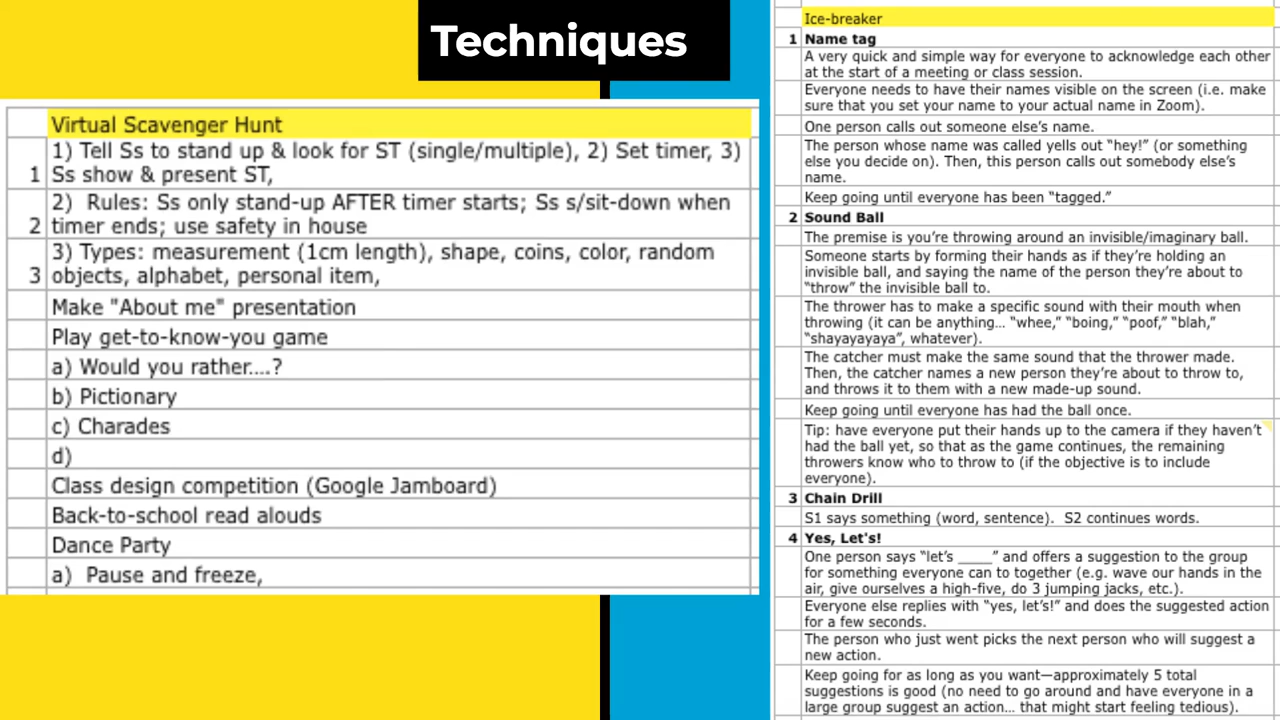 Techniques
Virtual Scavenger Hunt
1) Tell Ss to stand up & look for ST (single/multiple), 2) Set timer, 3)
1 Ss show & present ST,
2)  Rules: Ss only stand-up AFTER timer starts; Ss s/sit-down when
2 timer ends; use safety in house
3) Types: measurement (1cm length), shape, coins, color, random
3 objects, alphabet, personal item,
Make "About me" presentation
Play get-to-know-you game
a) Would you rather....?
b) Pictionary
c) Charades
d)
Class design competition (Google Jamboard)
Back-to-school read alouds
Dance Party
a)  Pause and freeze,
Ice-breaker
1 Name tag
A very quick and simple way for everyone to acknowledge each other
at the start of a meeting or class session.
Everyone needs to have their names visible on the screen (i.e. make
sure that you set your name to your actual name in Zoom).
One person calls out someone else’s name.
The person whose name was called yells out “hey!” (or something
else you decide on). Then, this person calls out somebody else’s
name.
Keep going until everyone has been “tagged.”
2 Sound Ball
The premise is you’re throwing around an invisible/imaginary ball.
Someone starts by forming their hands as if they’re holding an
invisible ball, and saying the name of the person they’re about to
“throw” the invisible ball to.
The thrower has to make a specific sound with their mouth when
throwing (it can be anything… “whee,” “boing,” “poof,” “blah,”
“shayayayaya”, whatever).
The catcher must make the same sound that the thrower made.
Then, the catcher names a new person they’re about to throw to,
and throws it to them with a new made-up sound.
Keep going until everyone has had the ball once.
Tip: have everyone put their hands up to the camera if they haven’t
had the ball yet, so that as the game continues, the remaining
throwers know who to throw to (if the objective is to include
everyone).
3 Chain Drill
S1 says something (word, sentence).  S2 continues words.
4 Yes, Let's!
One person says “let’s _____” and offers a suggestion to the group
for something everyone can to together (e.g. wave our hands in the
air, give ourselves a high-five, do 3 jumping jacks, etc.).
Everyone else replies with “yes, let’s!” and does the suggested action
for a few seconds.
The person who just went picks the next person who will suggest a
new action.
Keep going for as long as you want—approximately 5 total
suggestions is good (no need to go around and have everyone in a
large group suggest an action… that might start feeling tedious).